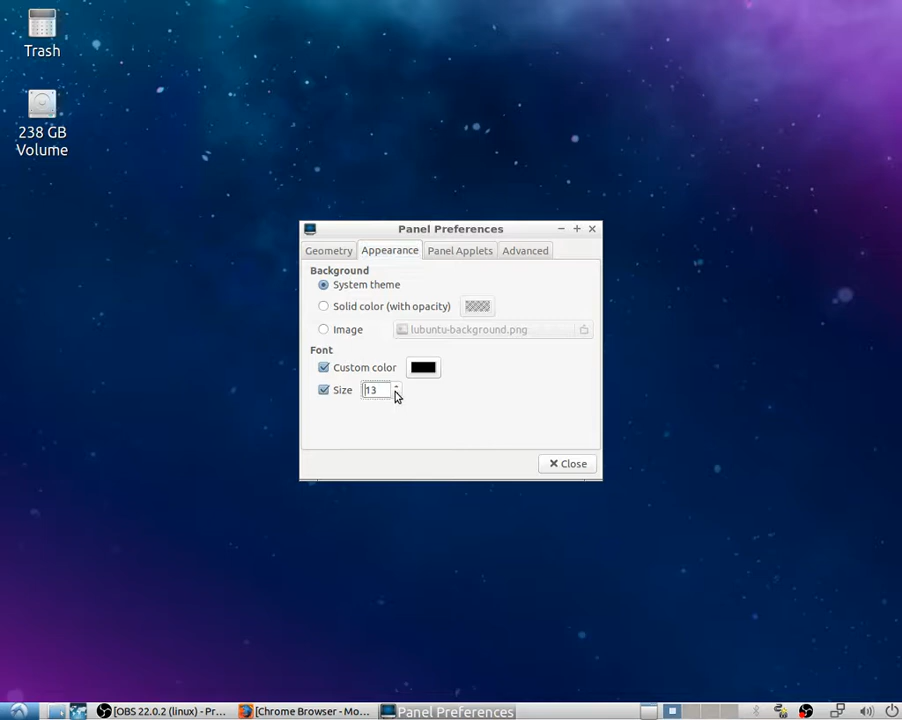 Trash
238 GB
Volume
Panel Preferences
Geometry Appearance Panel Applets Advanced
Background
System theme
Solid color (with opacity)
Image lubuntu-background.png
Font
Custom color
Size 13
Close
[OBS 22.0.2 (linux) - Pr... [Chrome Browser - Mo... Panel Preferences